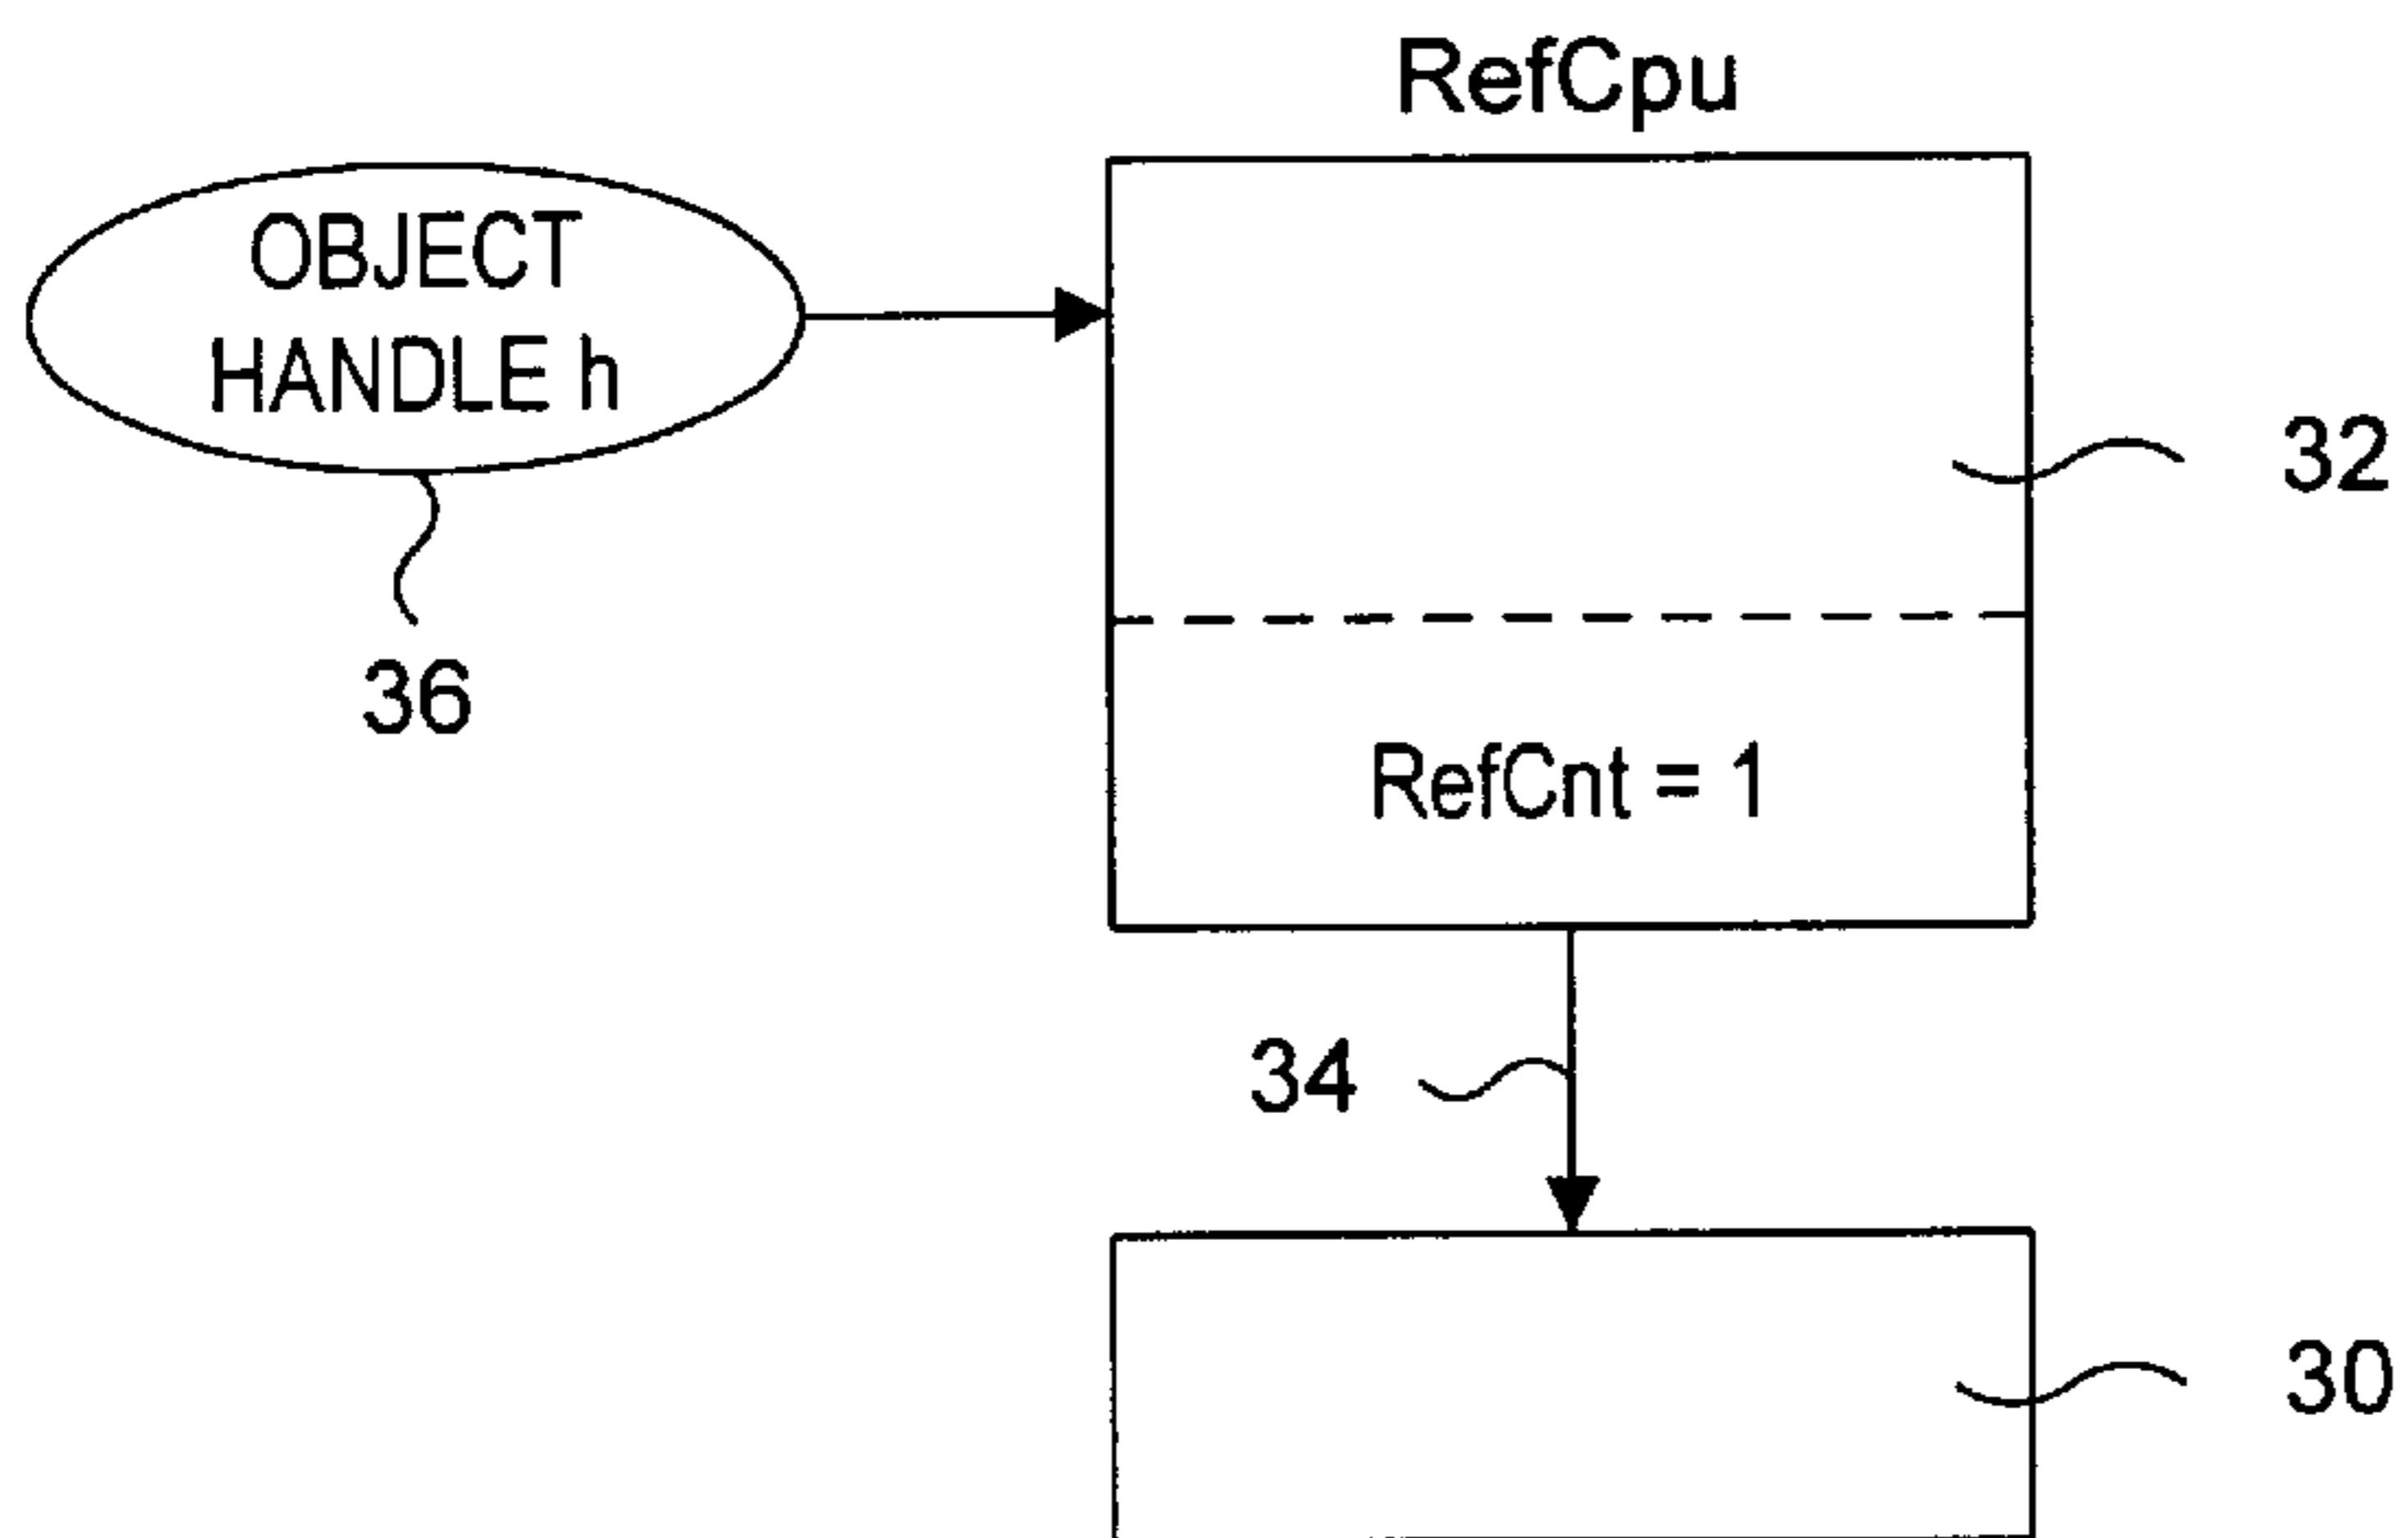 RefCpu
OBJECT
HANDLE h
32
36
RefCnt = 1
34
30